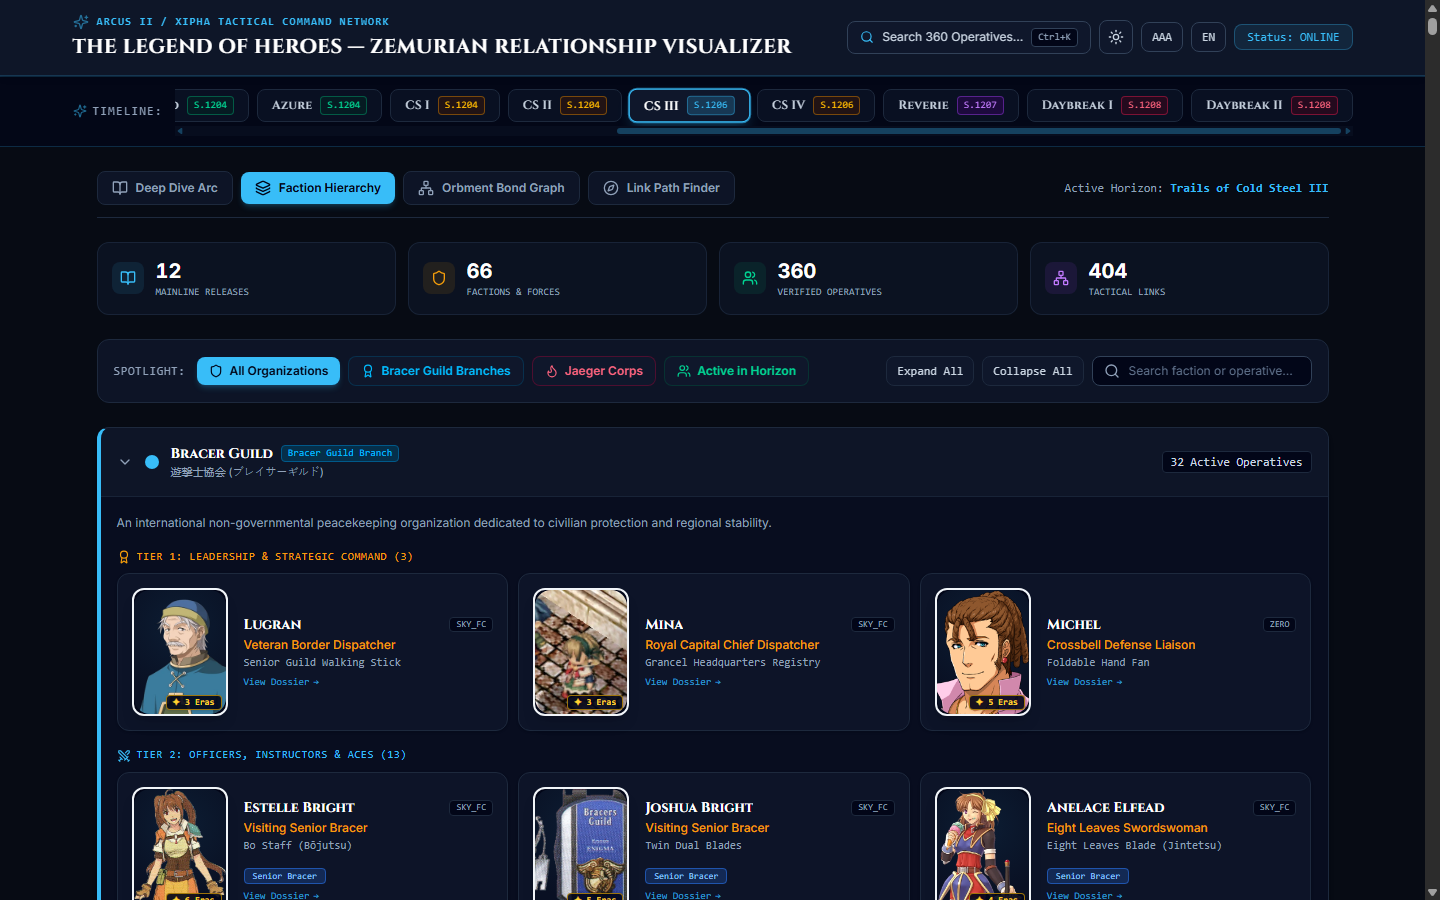 ARCUS II / XIPHA TACTICAL COMMAND NETWORK
THE LEGEND OF HEROES — ZEMURIAN RELATIONSHIP VISUALIZER
Search 360 Operatives... Ctrl+K
AAA
EN
Status: ONLINE
TIMELINE:
S.1204
AZURE S.1204
CS I S.1204
CS II S.1204
CS III S.1206
CS IV S.1206
REVERIE S.1207
DAYBREAK I S.1208
DAYBREAK II S.1208
Deep Dive Arc
Faction Hierarchy
Orbment Bond Graph
Link Path Finder
Active Horizon: Trails of Cold Steel III
12
MAINLINE RELEASES
66
FACTIONS & FORCES
360
VERIFIED OPERATIVES
404
TACTICAL LINKS
SPOTLIGHT:
All Organizations
Bracer Guild Branches
Jaeger Corps
Active in Horizon
Expand All
Collapse All
Search faction or operative...
BRACER GUILD Bracer Guild Branch
遊撃士協会 (ブレイサーギルド)
32 Active Operatives
An international non-governmental peacekeeping organization dedicated to civilian protection and regional stability.
TIER 1: LEADERSHIP & STRATEGIC COMMAND (3)
LUGRAN SKY_FC
Veteran Border Dispatcher
Senior Guild Walking Stick
View Dossier →
✦ 3 Eras
MINA SKY_FC
Royal Capital Chief Dispatcher
Grancel Headquarters Registry
View Dossier →
✦ 3 Eras
MICHEL ZERO
Crossbell Defense Liaison
Foldable Hand Fan
View Dossier →
✦ 5 Eras
TIER 2: OFFICERS, INSTRUCTORS & ACES (13)
ESTELLE BRIGHT SKY_FC
Visiting Senior Bracer
Bo Staff (Bōjutsu)
Senior Bracer
View Dossier →
JOSHUA BRIGHT SKY_FC
Visiting Senior Bracer
Twin Dual Blades
Senior Bracer
View Dossier →
Bracers
Guild
ENIGMA
ANELACE ELFEAD SKY_FC
Eight Leaves Swordswoman
Eight Leaves Blade (Jintetsu)
Senior Bracer
View Dossier →